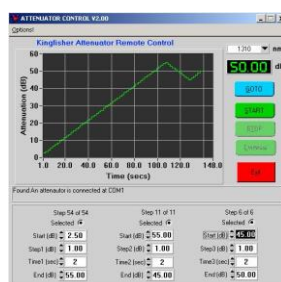 ATTENUATOR CONTROL V2.00
Options!
Kingfisher Attenuator Remote Control
1310 nm
50.00 dB
60
50
40
30
20
10
0
Attenuation (dB)
1.0 20.0 40.0 60.0 80.0 100.0 120.0 148.0
Time (secs)
GOTO
START
STOP
Exit
Found An attenuator is connected at COM1
Step 54 of 54 Step 11 of 11 Step 6 of 6
Selected Selected Selected
Start (dB) 2.50 Start (dB) 55.00 Start (dB) 45.00
Step1 (dB) 1.00 Step2 (dB) 1.00 Step3 (dB) 1.00
Time1 (sec) 2 Time2 (sec) 2 Time3 (sec) 2
End (dB) 55.00 End (dB) 45.00 End (dB) 50.00